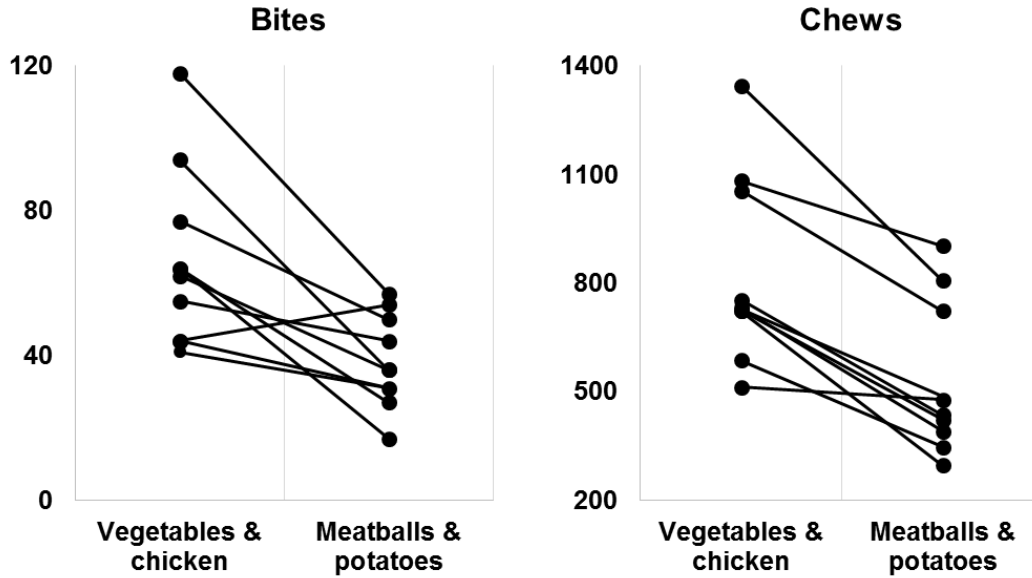 Bites
120
80
40
0
Vegetables &
chicken
Meatballs &
potatoes
Chews
1400
1100
800
500
200
Vegetables &
chicken
Meatballs &
potatoes